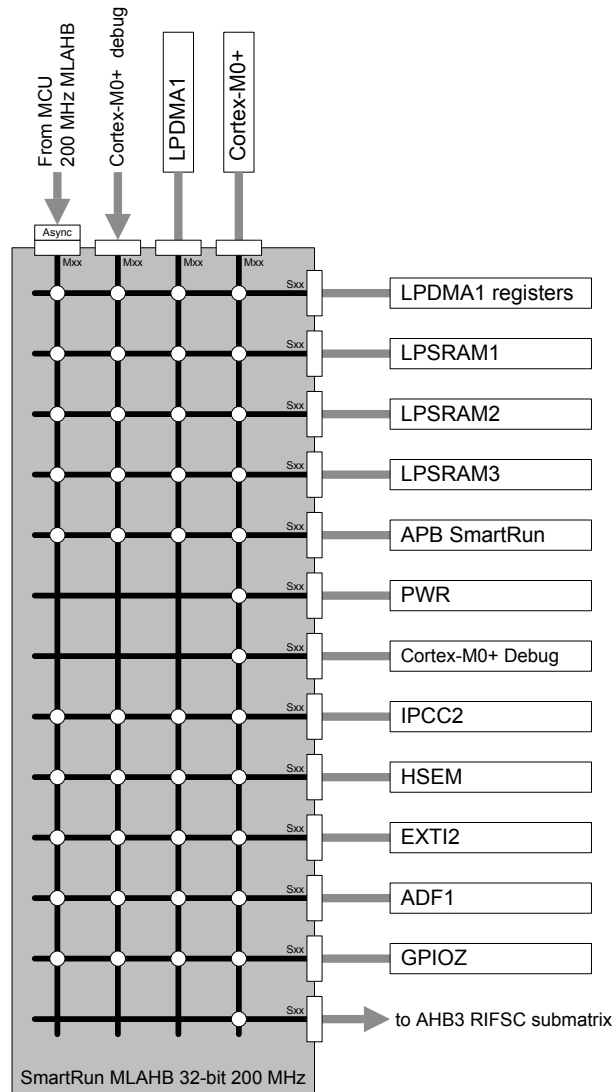 From MCU
200 MHz MLAHB
Cortex-M0+ debug
LPDMA1
Cortex-M0+
Async
Mxx
Mxx
Mxx
Mxx
Sxx
LPDMA1 registers
Sxx
LPSRAM1
Sxx
LPSRAM2
Sxx
LPSRAM3
Sxx
APB SmartRun
Sxx
PWR
Sxx
Cortex-M0+ Debug
Sxx
IPCC2
Sxx
HSEM
Sxx
EXTI2
Sxx
ADF1
Sxx
GPIOZ
Sxx
to AHB3 RIFSC submatrix
SmartRun MLAHB 32-bit 200 MHz